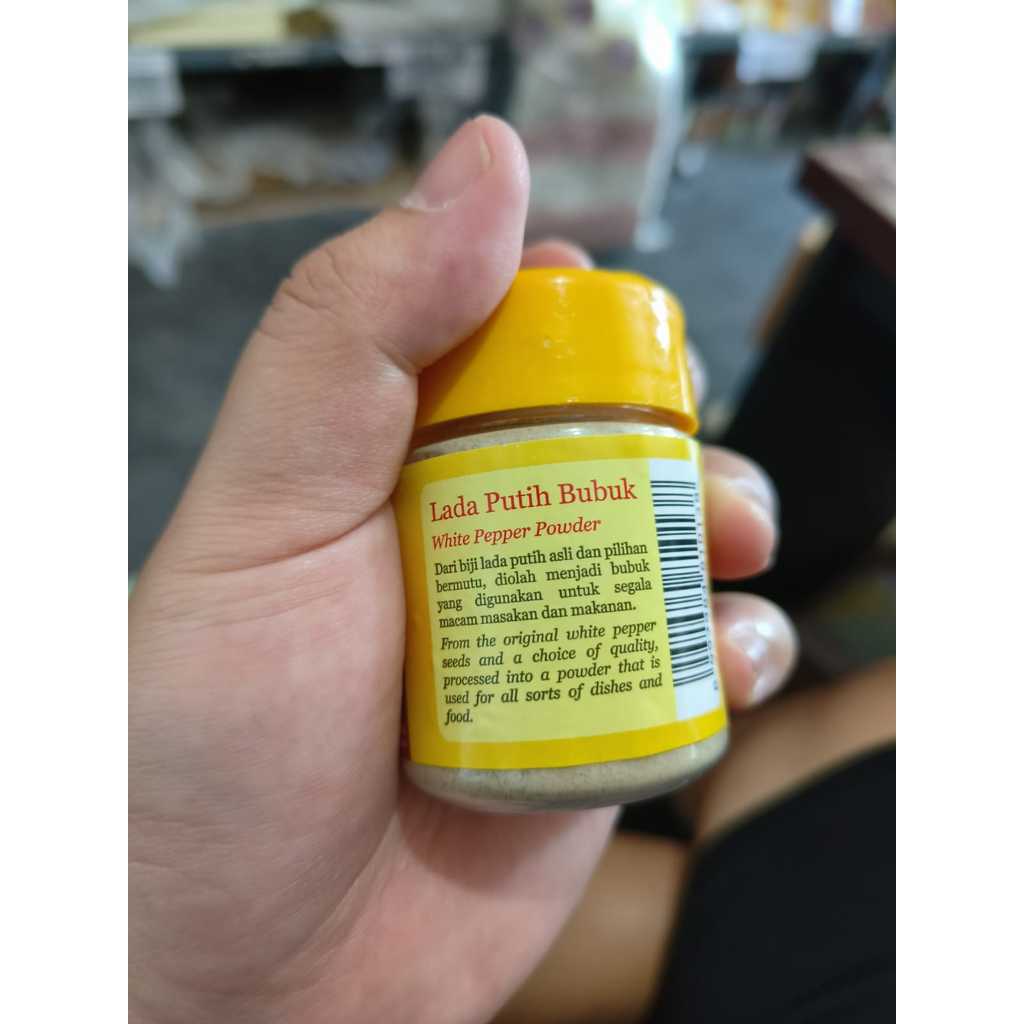 Lada Putih Bubuk
White Pepper Powder
Dari biji lada putih asli dan pilihan
bermutu, diolah menjadi bubuk
yang digunakan untuk segala
macam masakan dan makanan.
From the original white pepper
seeds and a choice of quality,
processed into a powder that is
used for all sorts of dishes and
food.